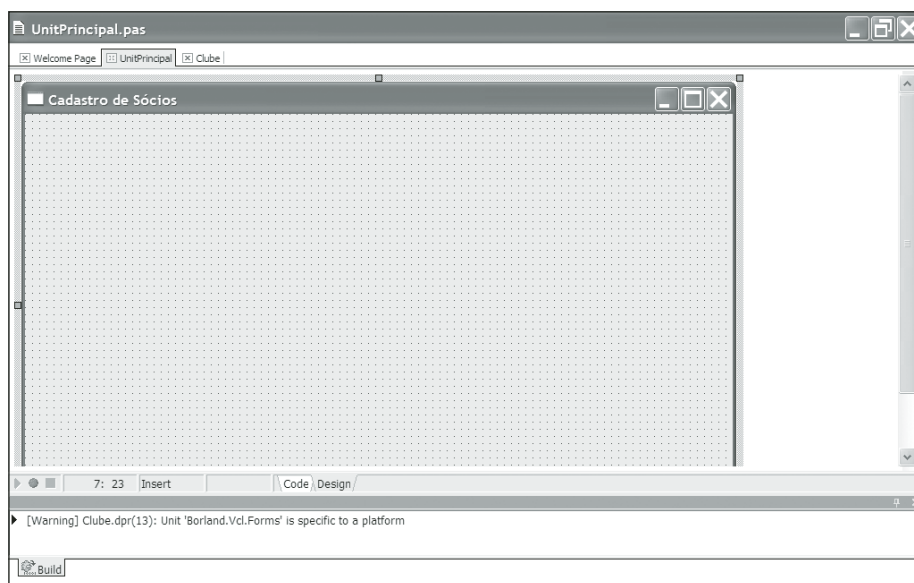 UnitPrincipal.pas
Welcome Page UnitPrincipal Clube
Cadastro de Sócios
7: 23 Insert Code Design
[Warning] Clube.dpr(13): Unit 'Borland.Vcl.Forms' is specific to a platform
Build